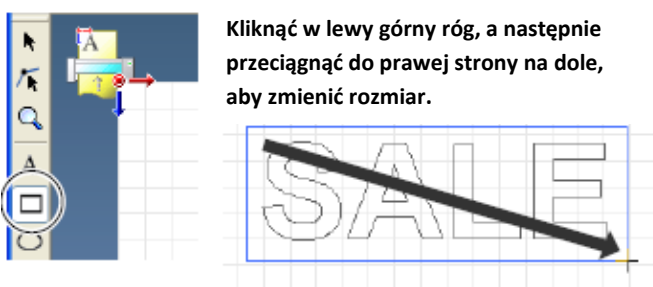 A
A
Kliknąć w lewy górny róg, a następnie
przeciągnąć do prawej strony na dole,
aby zmienić rozmiar.
SALE